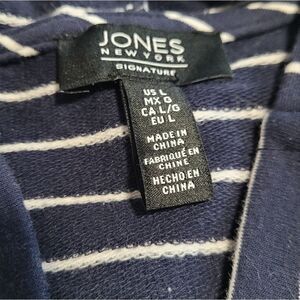 JONES
NEW YORK
SIGNATURE
US L
MX G
CA L/G
EU L
MADE IN
CHINA
FABRIQUÉ EN
CHINE
HECHO EN
CHINA